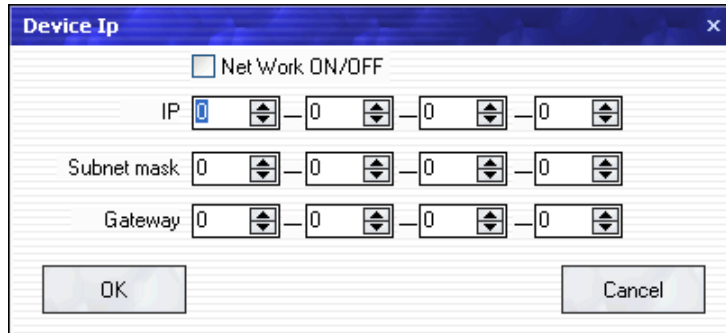 Device Ip ×
Net Work ON/OFF
IP 0 — 0 — 0 — 0
Subnet mask 0 — 0 — 0 — 0
Gateway 0 — 0 — 0 — 0
OK Cancel